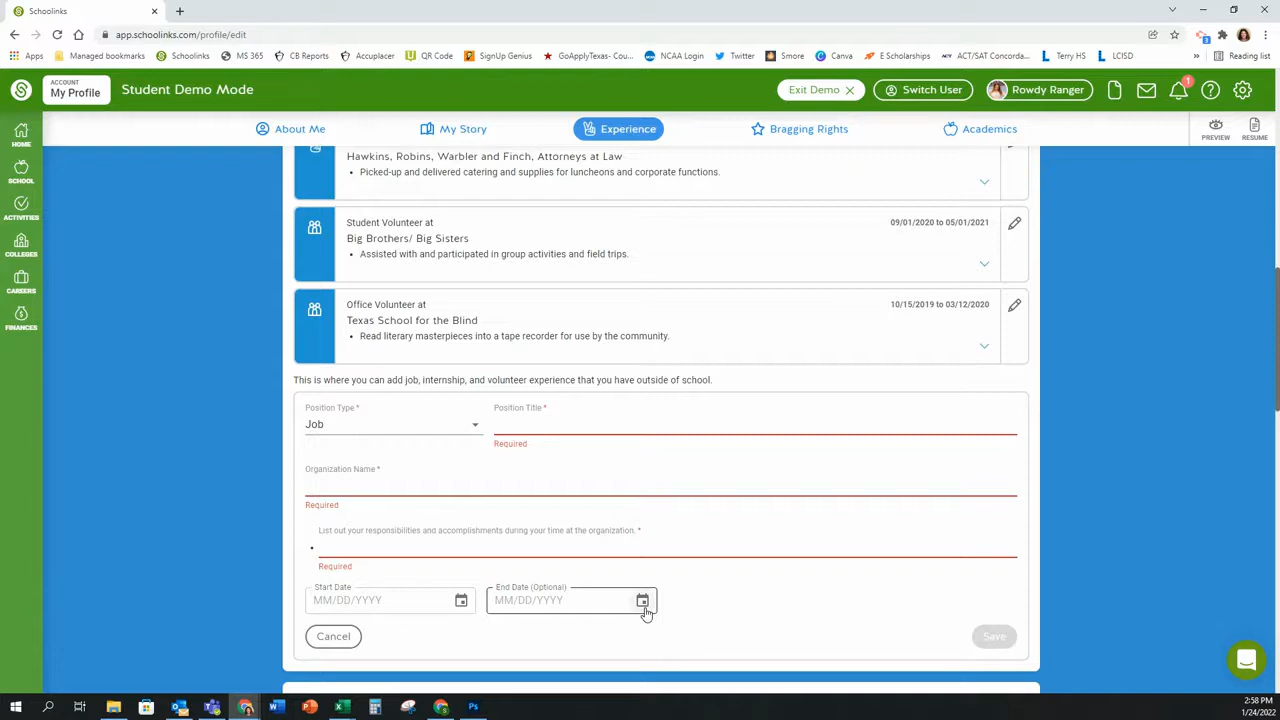 Schoolinks
app.schoolinks.com/profile/edit
Apps Managed bookmarks Schoolinks MS 365 CB Reports Accuplacer QR Code SignUp Genius GoApplyTexas- Cou... NCAA Login Twitter Smore Canva E Scholarships ACT/SAT Concorda... Terry HS LCISD » Reading list
ACCOUNT
My Profile
Student Demo Mode
Exit Demo
Switch User
Rowdy Ranger
1
HOME
SCHOOL
ACTIVITIES
COLLEGES
CAREERS
FINANCES
About Me
My Story
Experience
Bragging Rights
Academics
PREVIEW
RESUME
Hawkins, Robins, Warbler and Finch, Attorneys at Law
• Picked-up and delivered catering and supplies for luncheons and corporate functions.
Student Volunteer at
09/01/2020 to 05/01/2021
Big Brothers/ Big Sisters
• Assisted with and participated in group activities and field trips.
Office Volunteer at
10/15/2019 to 03/12/2020
Texas School for the Blind
• Read literary masterpieces into a tape recorder for use by the community.
This is where you can add job, internship, and volunteer experience that you have outside of school.
Position Type *
Position Title *
Job
Required
Organization Name *
Required
List out your responsibilities and accomplishments during your time at the organization. *
Required
Start Date
End Date (Optional)
MM/DD/YYYY
MM/DD/YYYY
Cancel
Save
2:58 PM
1/24/2022